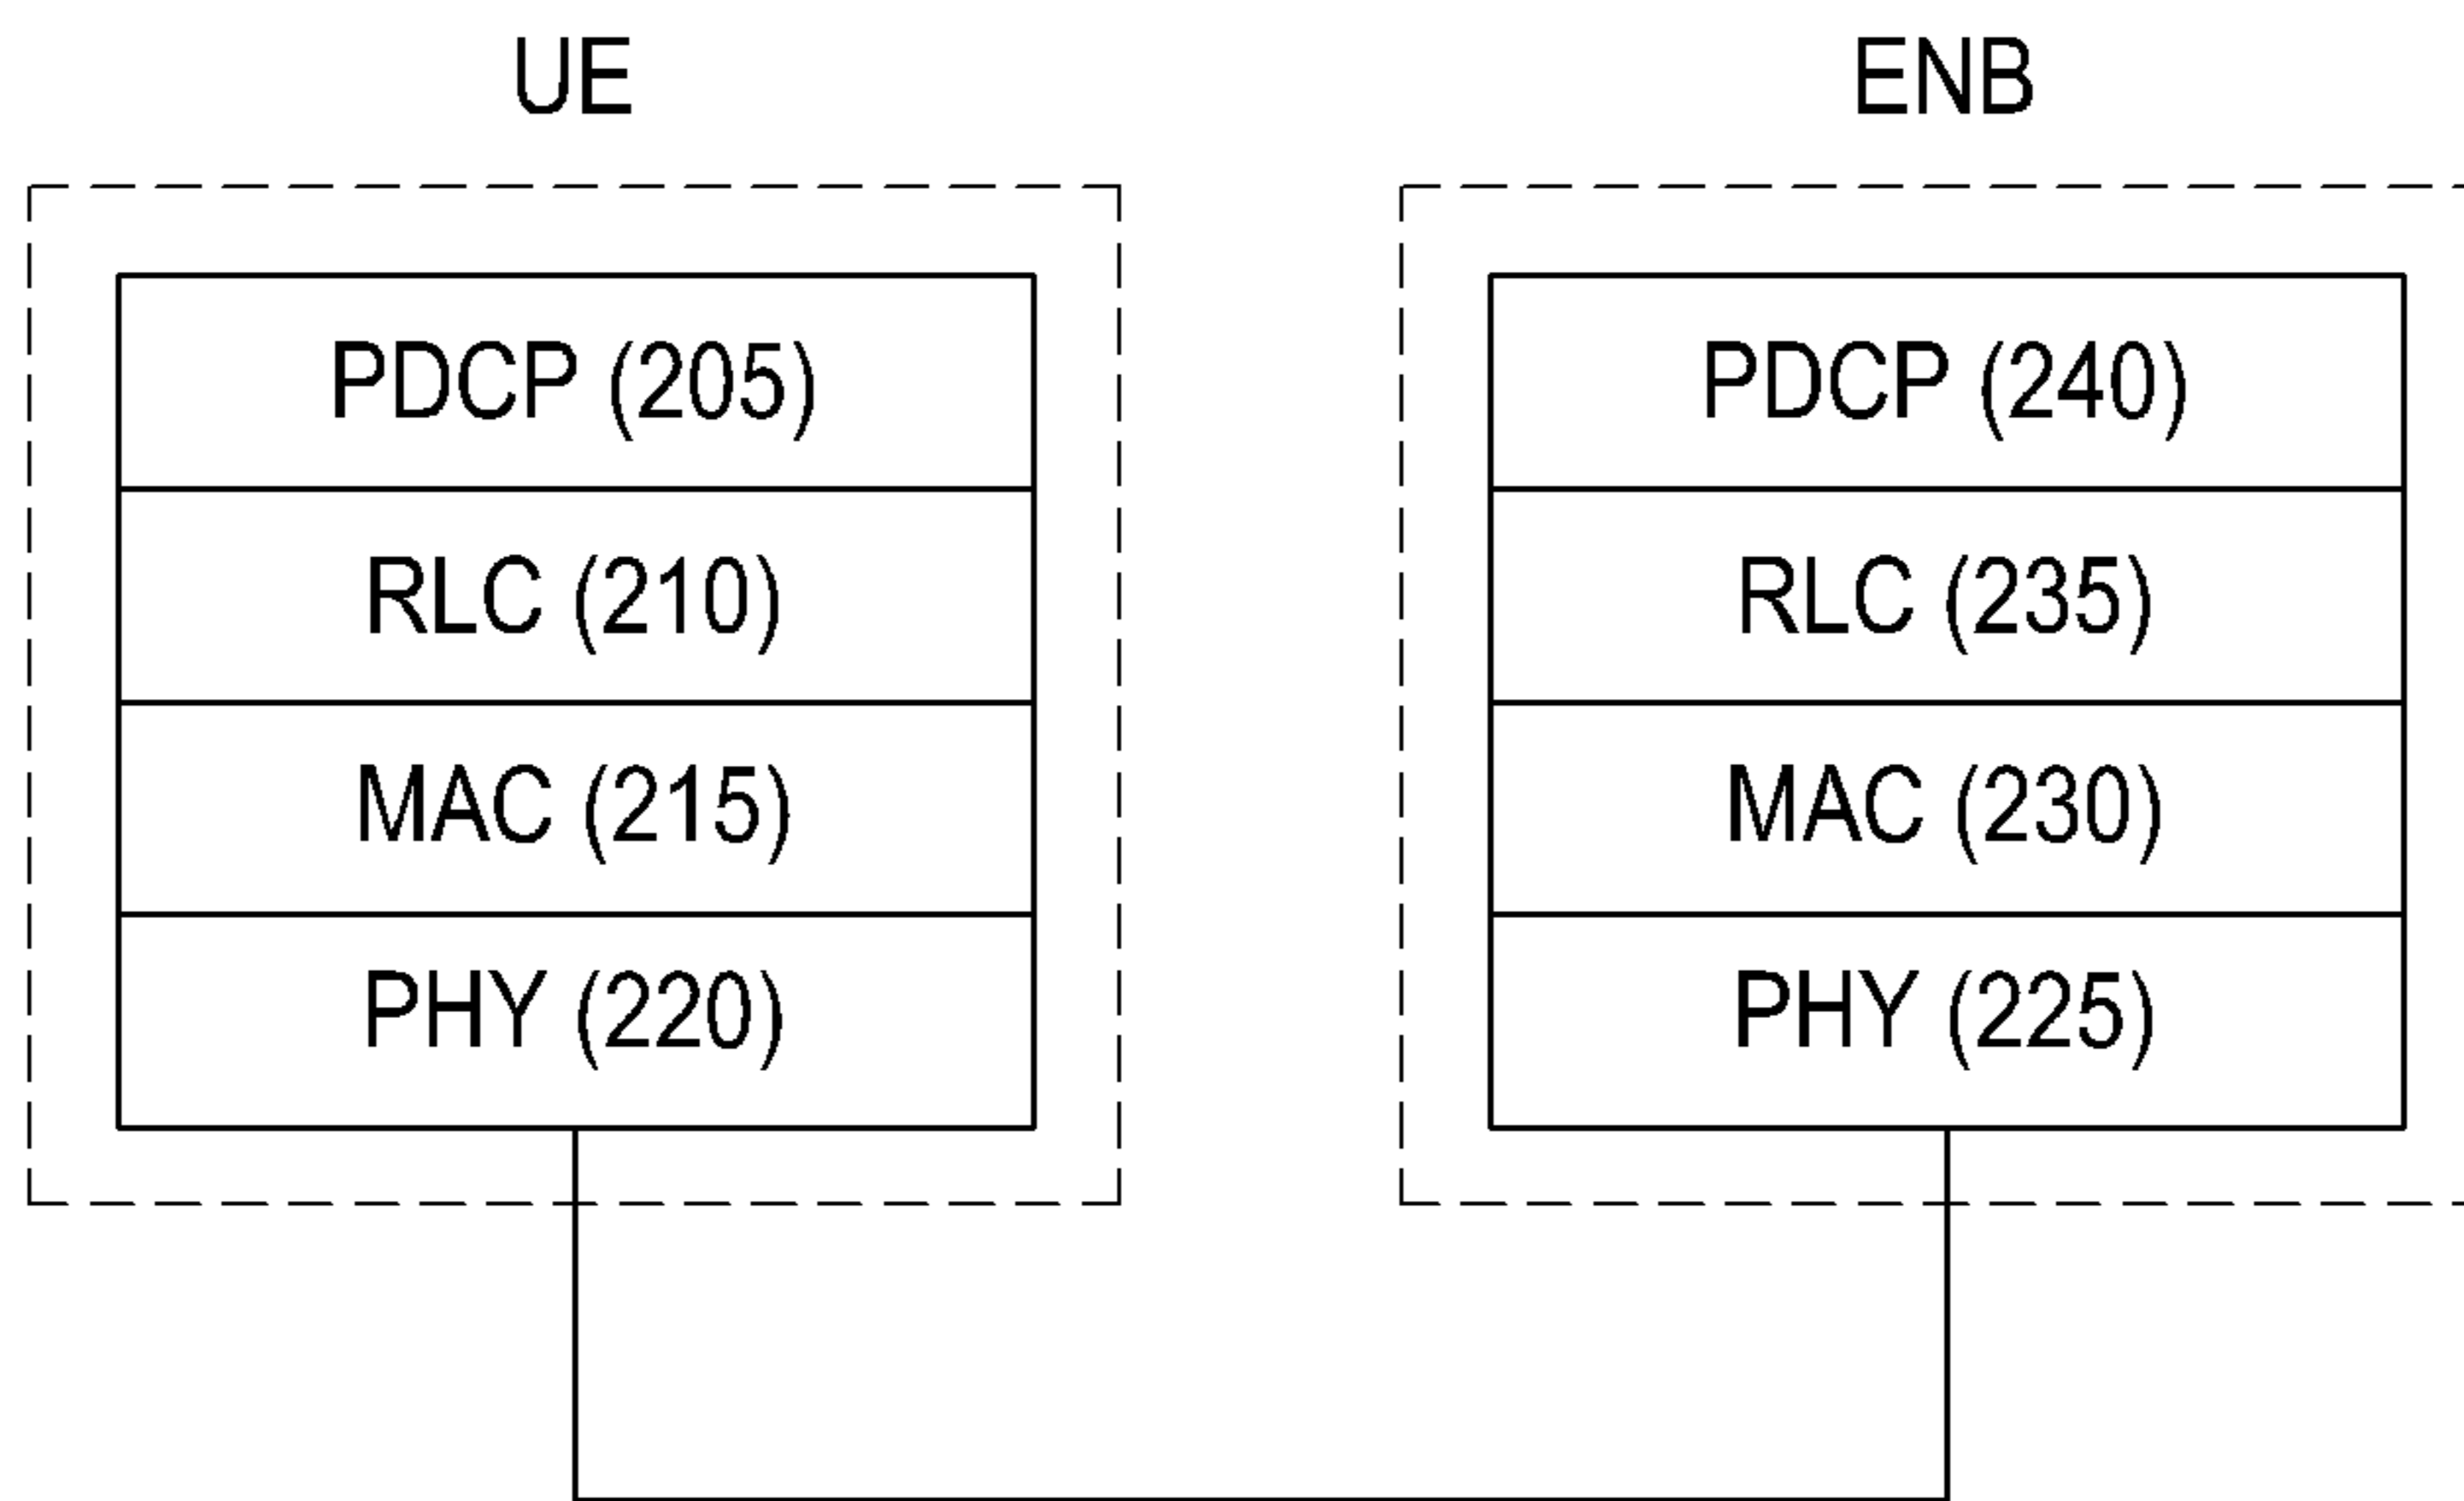 UE
ENB
PDCP (205)
PDCP (240)
RLC (210)
RLC (235)
MAC (215)
MAC (230)
PHY (220)
PHY (225)